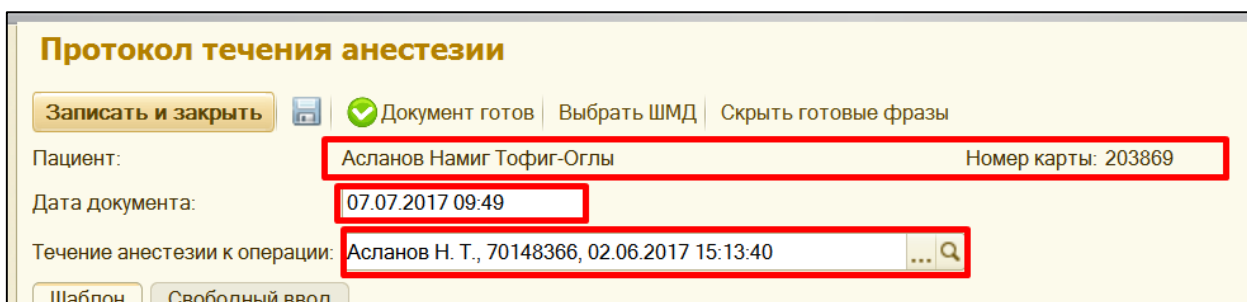 Протокол течения анестезии
Записать и закрыть Документ готов Выбрать ШМД Скрыть готовые фразы
Пациент: Асланов Намиг Тофиг-Оглы Номер карты: 203869
Дата документа: 07.07.2017 09:49
Течение анестезии к операции: Асланов Н. Т., 70148366, 02.06.2017 15:13:40 ...
Шаблон Свободный ввод